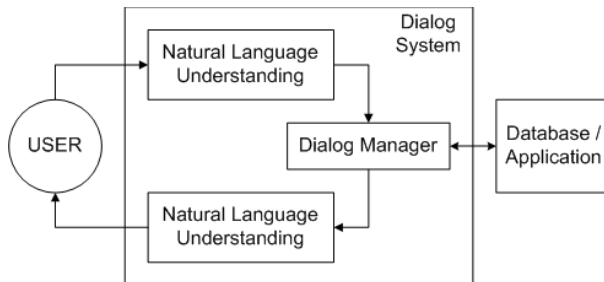 Dialog
System
Natural Language
Understanding
USER
Dialog Manager
Database /
Application
Natural Language
Understanding